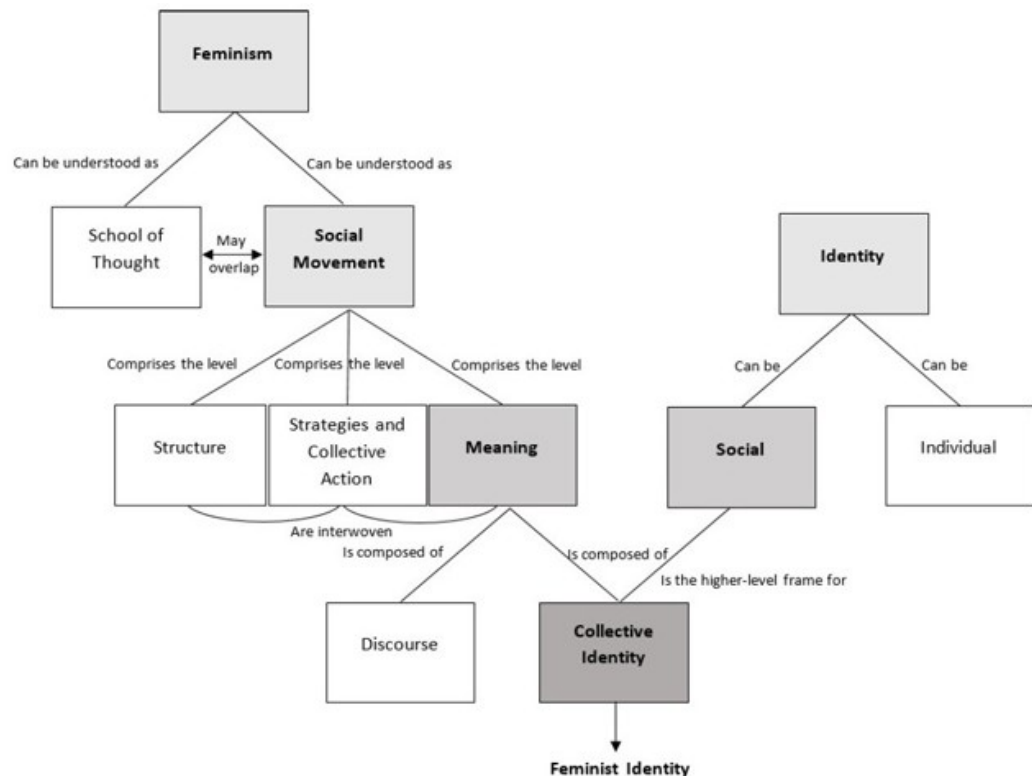 Feminism
Can be understood as
Can be understood as
School of
Thought
May
overlap
Social
Movement
Identity
Comprises the level
Comprises the level
Comprises the level
Can be
Can be
Structure
Strategies and
Collective
Action
Meaning
Social
Individual
Are interwoven
Is composed of
Is composed of
Is the higher-level frame for
Discourse
Collective
Identity
Feminist Identity